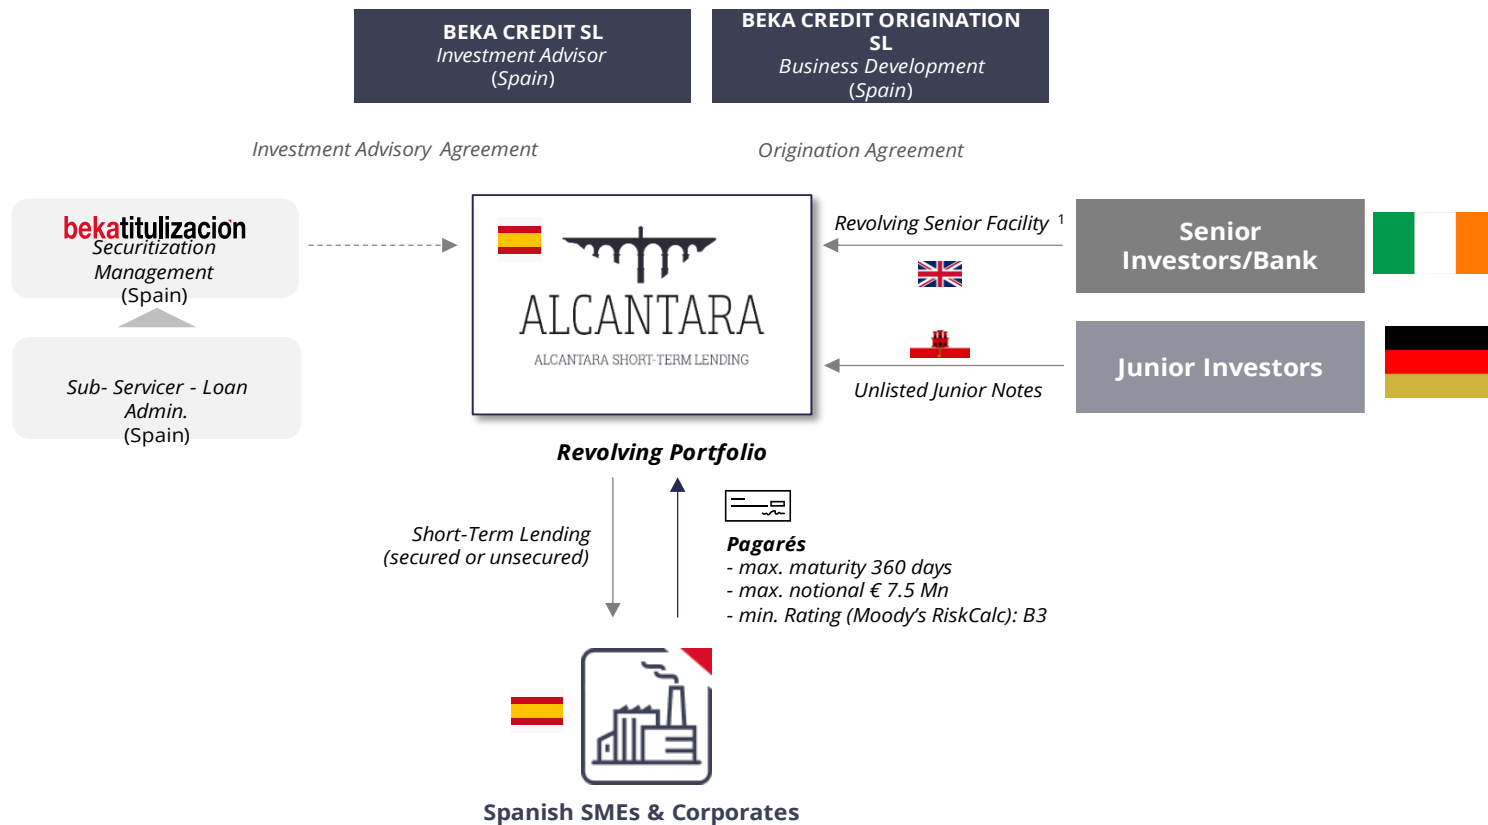 BEKA CREDIT SL
Investment Advisor
(Spain)
BEKA CREDIT ORIGINATION
SL
Business Development
(Spain)
Investment Advisory Agreement
Origination Agreement
bekatitulización
Securitization
Management
(Spain)
Sub- Servicer - Loan
Admin.
(Spain)
ALCANTARA
ALCANTARA SHORT-TERM LENDING
Revolving Senior Facility 1
Senior
Investors/Bank
Unlisted Junior Notes
Junior Investors
Revolving Portfolio
Short-Term Lending
(secured or unsecured)
Pagarés
- max. maturity 360 days
- max. notional € 7.5 Mn
- min. Rating (Moody’s RiskCalc): B3
Spanish SMEs & Corporates